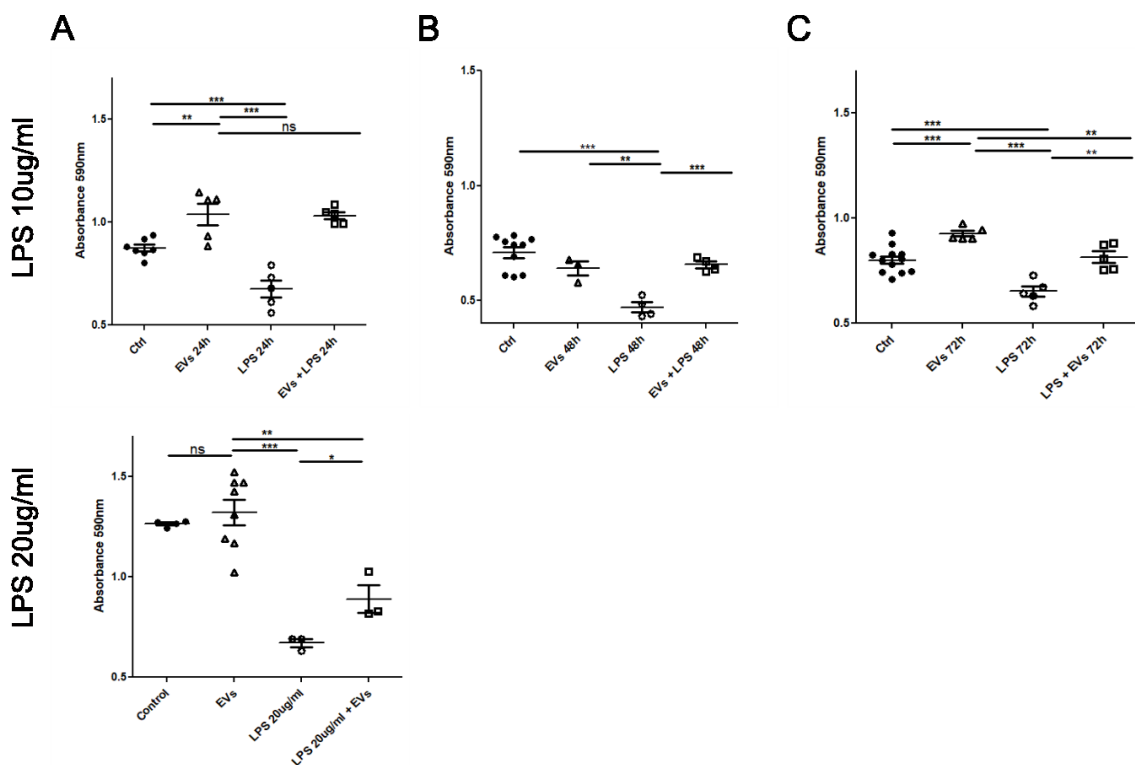 A
B
C
LPS 10ug/ml
Absorbance 590nm
1.5
1.0
0.5
***
**
***
ns
Ctrl
EVs 24h
LPS 24h
EVs + LPS 24h
Absorbance 590nm
1.5
1.0
0.5
***
**
***
Ctrl
EVs 48h
LPS 48h
EVs + LPS 48h
Absorbance 590nm
1.5
1.0
0.5
***
***
**
***
**
Ctrl
EVs 72h
LPS 72h
LPS + EVs 72h
LPS 20ug/ml
Absorbance 590nm
1.5
1.0
0.5
**
ns
***
*
Control
EVs
LPS 20ug/ml
LPS 20ug/ml + EVs